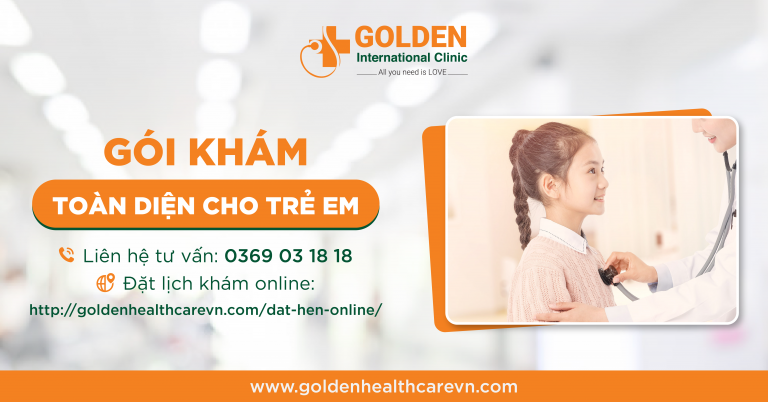 GOLDEN
International Clinic
All you need is LOVE
GÓI KHÁM
TOÀN DIỆN CHO TRẺ EM
Liên hệ tư vấn: 0369 03 18 18
Đặt lịch khám online:
http://goldenhealthcarevn.com/dat-hen-online/
www.goldenhealthcarevn.com